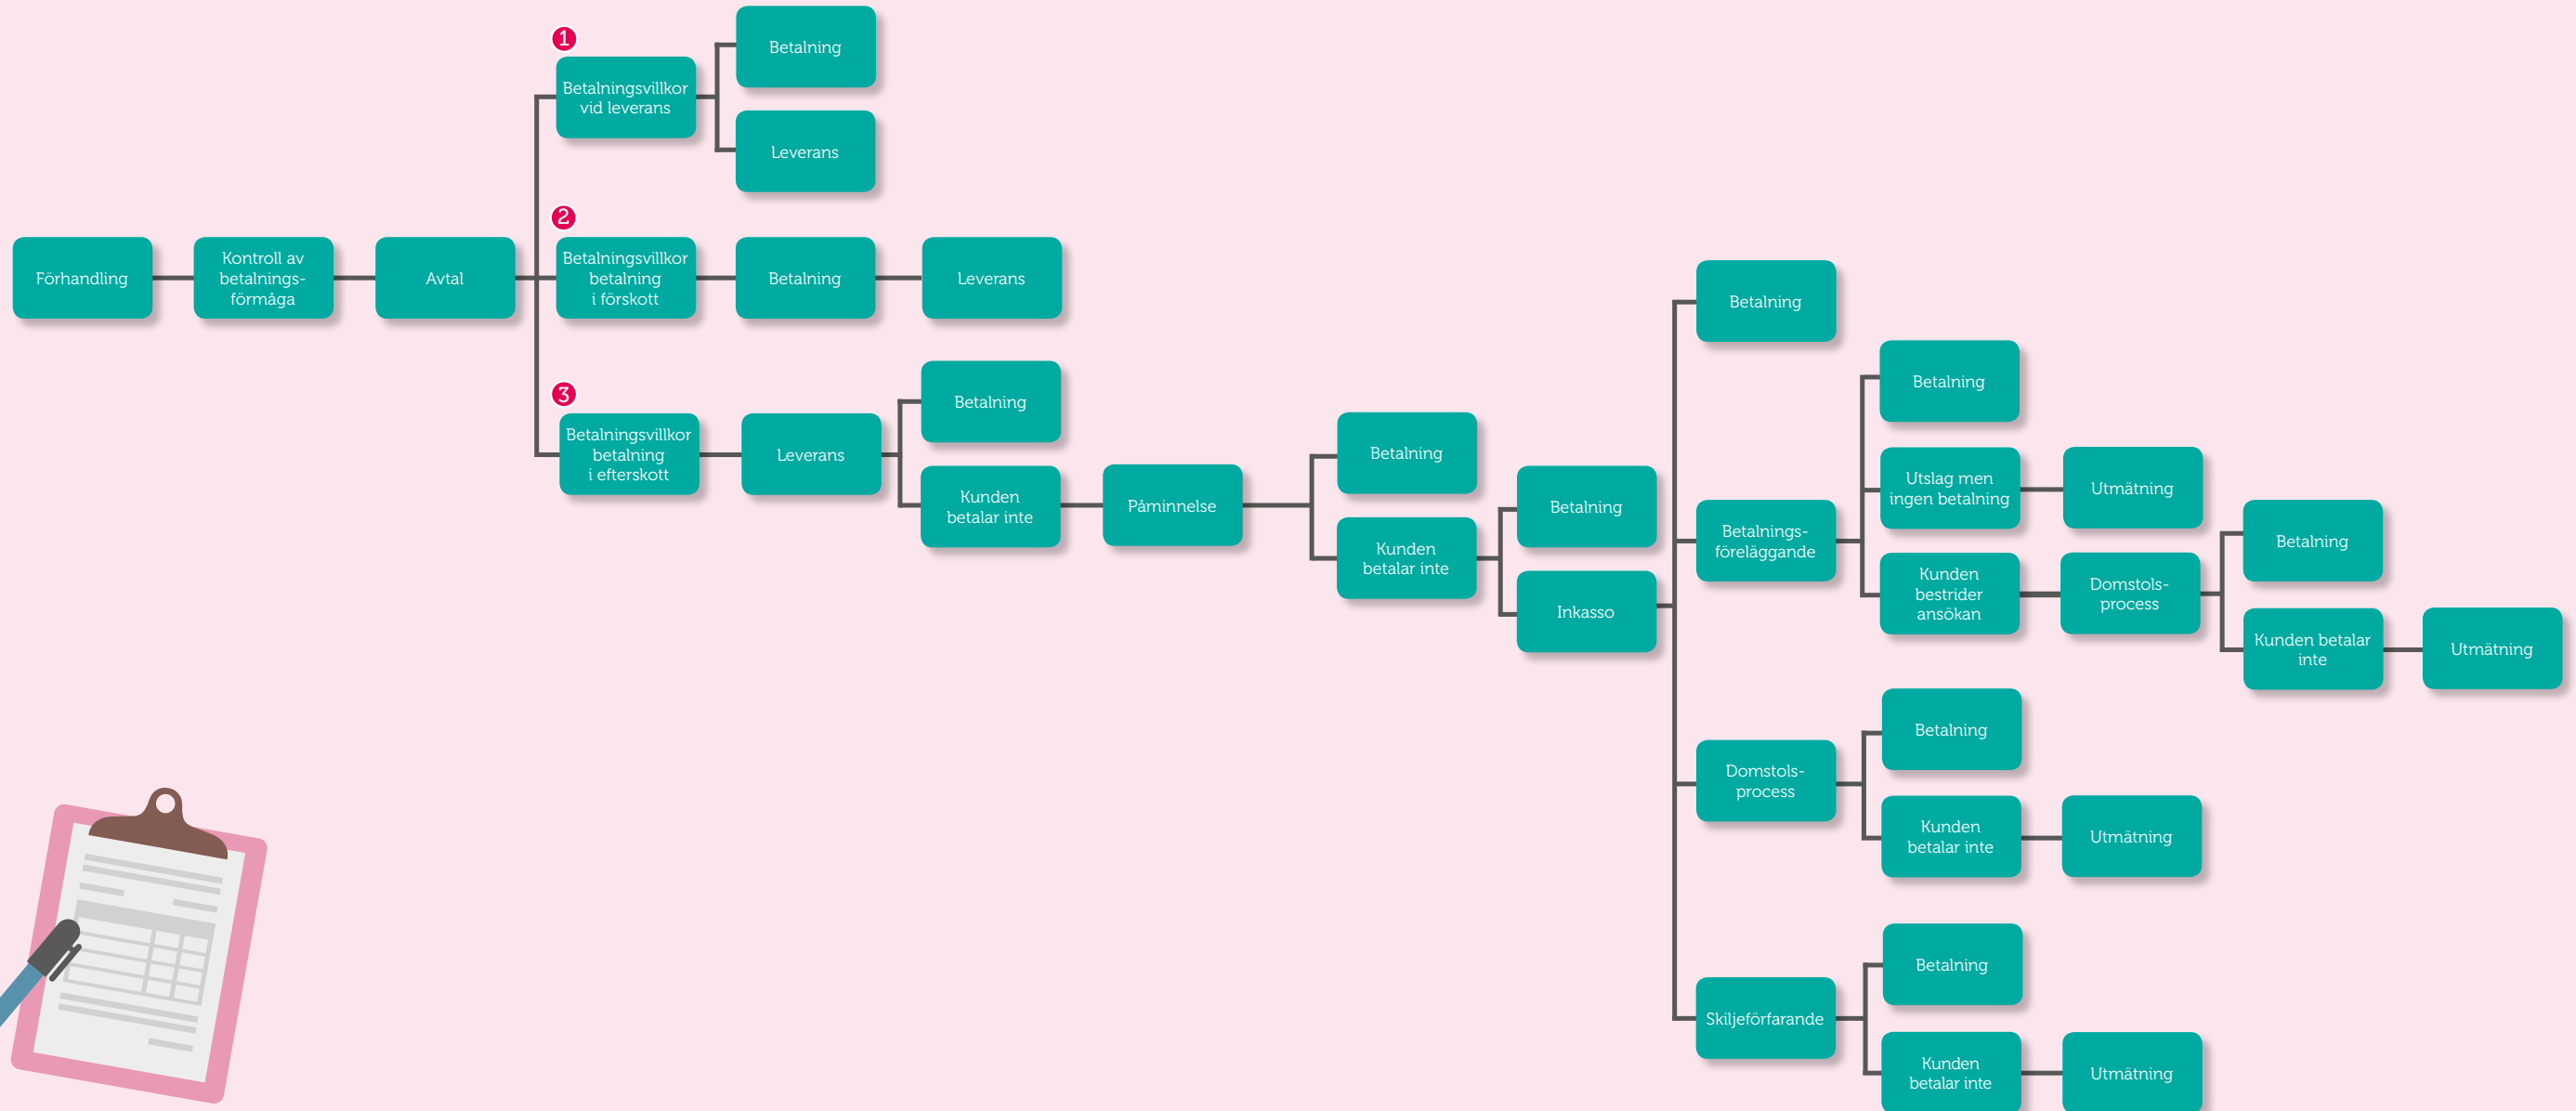 1
Betalningsvillkor
vid leverans
Betalning
Leverans
Förhandling
Kontroll av
betalnings-
förmåga
Avtal
2
Betalningsvillkor
betalning
i förskott
Betalning
Leverans
3
Betalningsvillkor
betalning
i efterskott
Leverans
Betalning
Kunden
betalar inte
Påminnelse
Betalning
Kunden
betalar inte
Betalning
Inkasso
Betalning
Betalnings-
föreläggande
Betalning
Utslag men
ingen betalning
Utmätning
Kunden
bestrider
ansökan
Domstols-
process
Betalning
Kunden betalar
inte
Utmätning
Domstols-
process
Betalning
Kunden
betalar inte
Utmätning
Skiljeförfarande
Betalning
Kunden
betalar inte
Utmätning